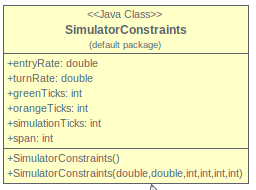 <<Java Class>>
SimulatorConstraints
(default package)
+entryRate: double
+turnRate: double
+greenTicks: int
+orangeTicks: int
+simulationTicks: int
+span: int
+SimulatorConstraints()
+SimulatorConstraints(double,double,int,int,int,int)